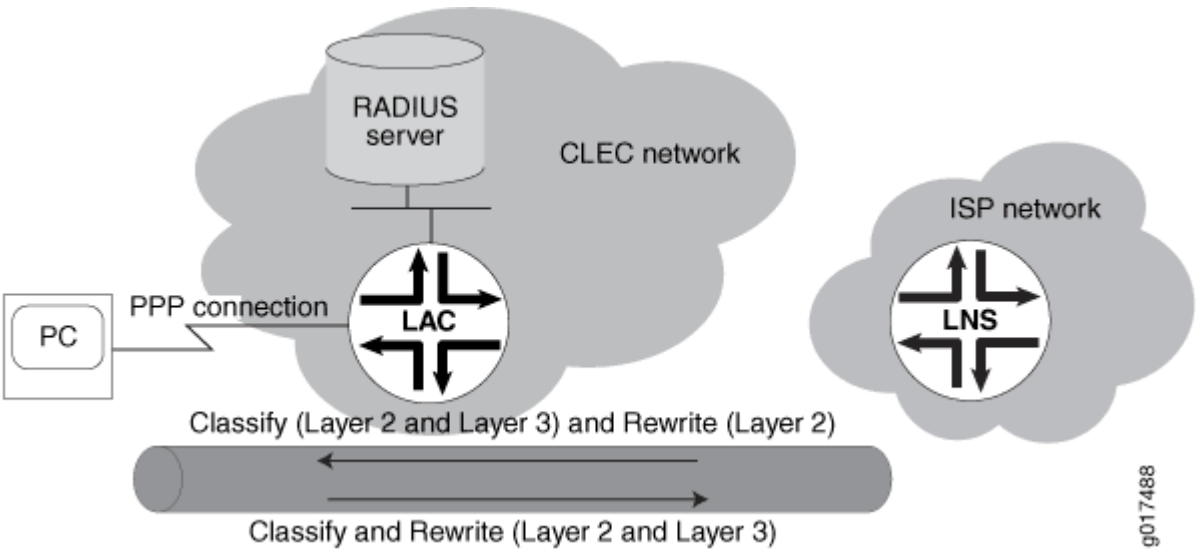 RADIUS
server
CLEC network
ISP network
PPP connection
PC
LAC
LNS
Classify (Layer 2 and Layer 3) and Rewrite (Layer 2)
Classify and Rewrite (Layer 2 and Layer 3)
g017488